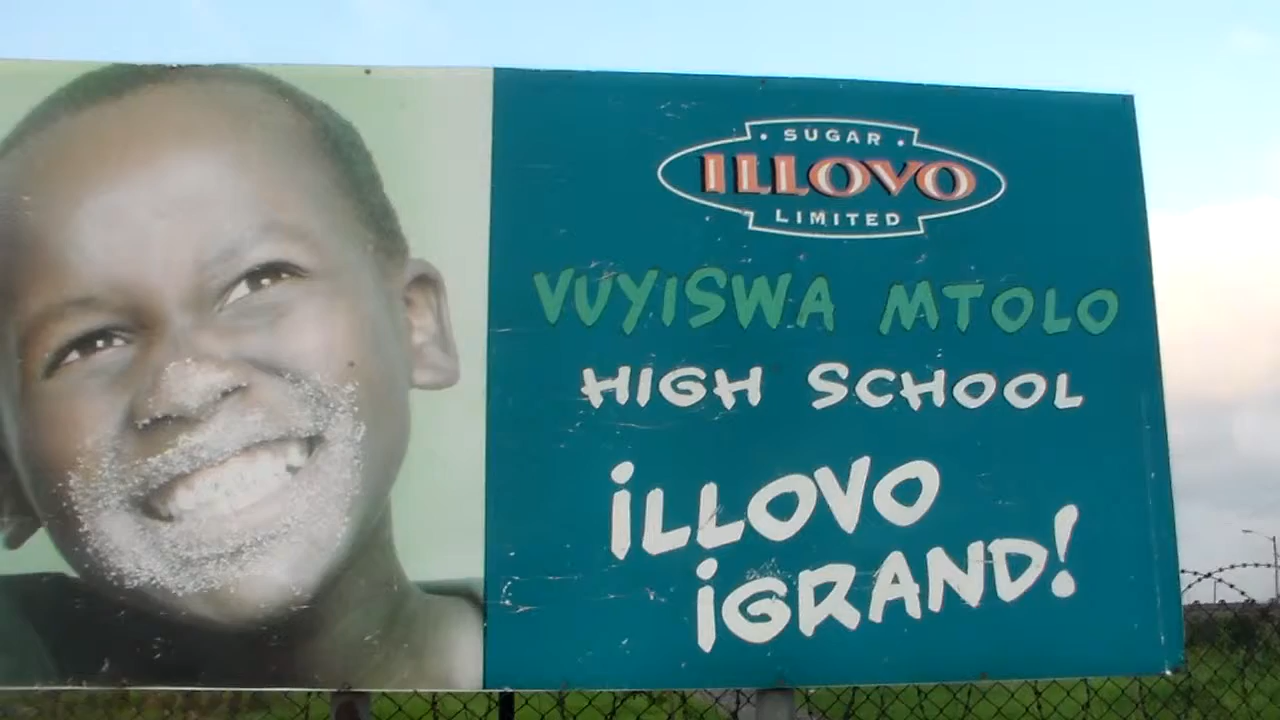 SUGAR
ILLOVO
LIMITED
VUYISWA MTOLO
HIGH SCHOOL
iLLOVO
iGRAND!